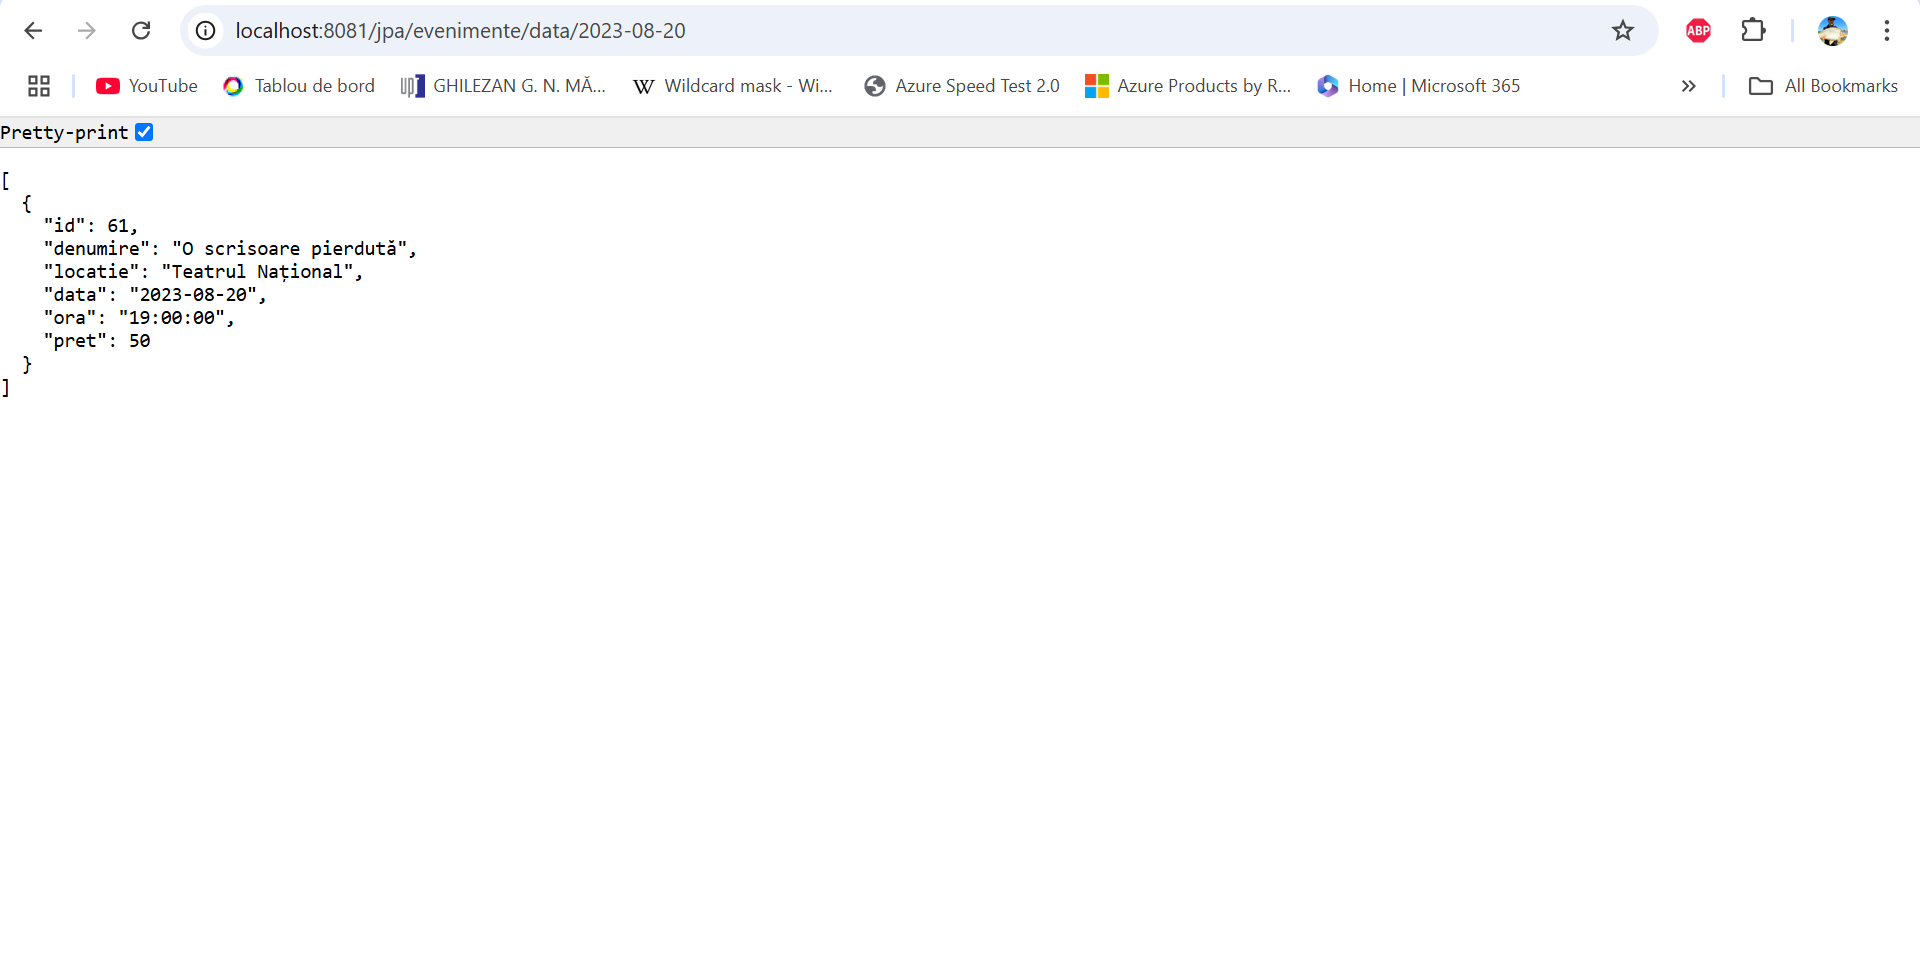 localhost:8081/jpa/evenimente/data/2023-08-20
ABP
YouTube Tablou de bord GHILEZAN G. N. MĂ... W Wildcard mask - Wi... Azure Speed Test 2.0 Azure Products by R... Home | Microsoft 365 » All Bookmarks
Pretty-print
[
  {
    "id": 61,
    "denumire": "O scrisoare pierdută",
    "locatie": "Teatrul Național",
    "data": "2023-08-20",
    "ora": "19:00:00",
    "pret": 50
  }
]